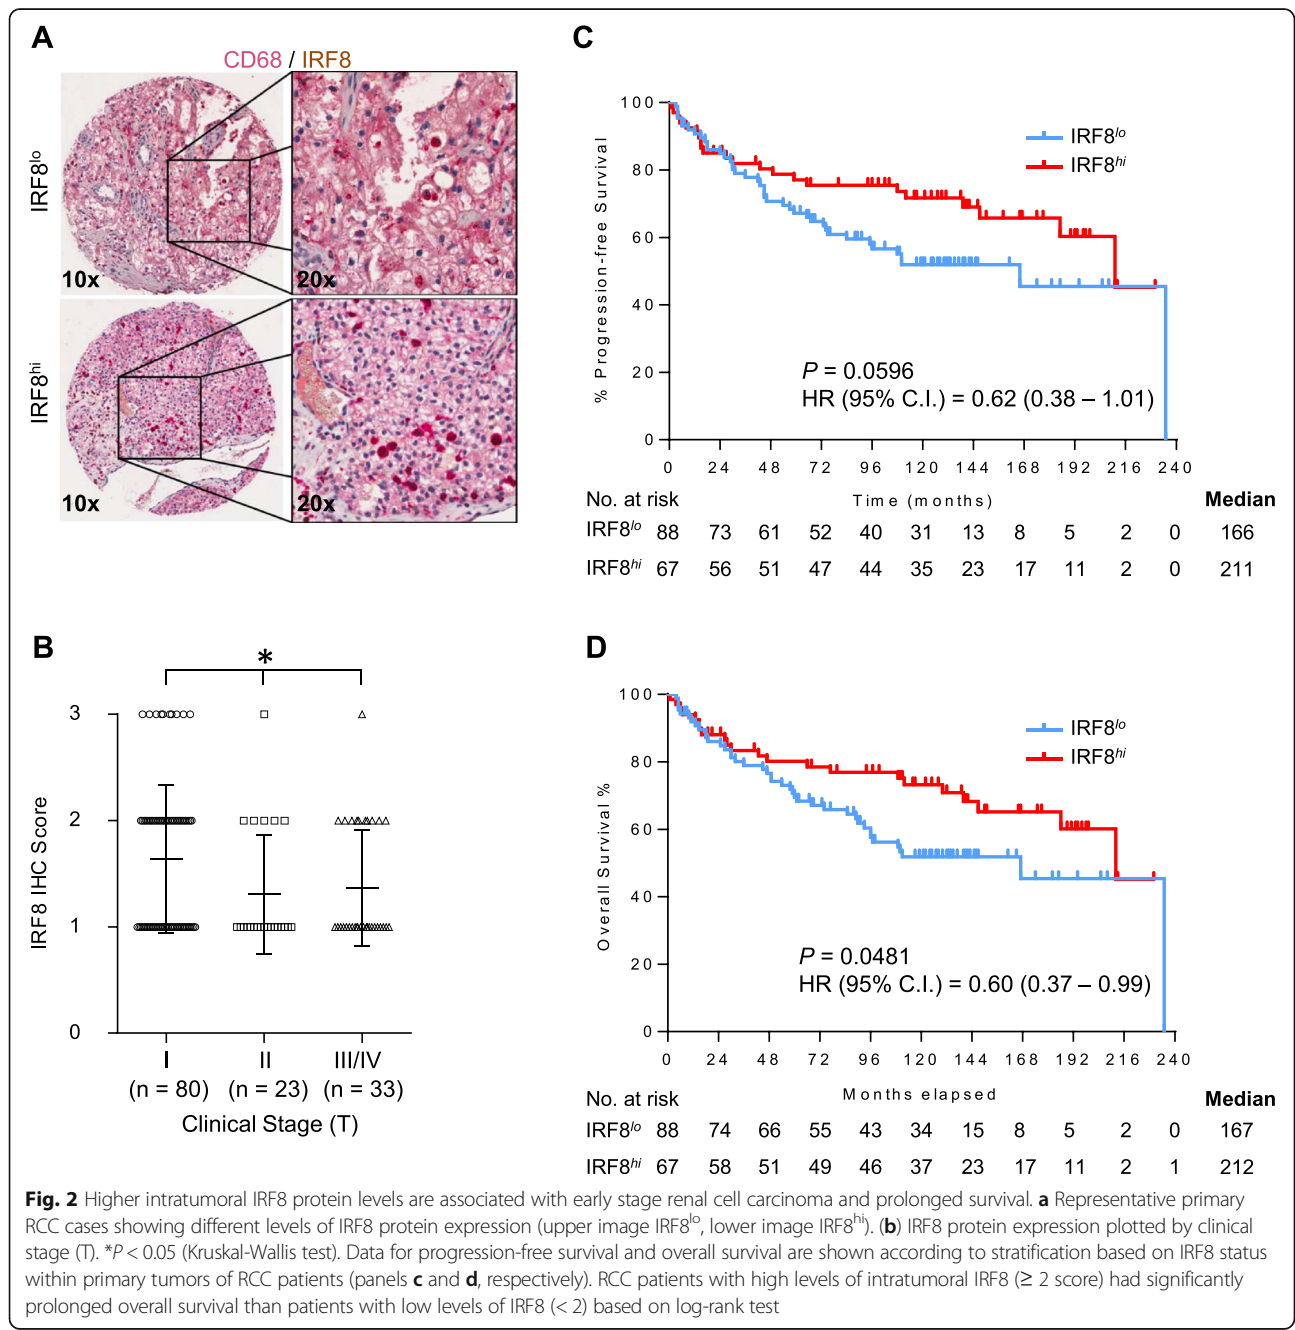 A
CD68 / IRF8
IRF8lo
10x
20x
IRF8hi
10x
20x
B
*
IRF8 IHC Score
3
2
1
0
I II III/IV
(n = 80) (n = 23) (n = 33)
Clinical Stage (T)
C
% Progression-free Survival
100
80
60
40
20
0
IRF8lo
IRF8hi
P = 0.0596
HR (95% C.I.) = 0.62 (0.38 – 1.01)
0 24 48 72 96 120 144 168 192 216 240
No. at risk Time (months) Median
IRF8lo 88 73 61 52 40 31 13 8 5 2 0 166
IRF8hi 67 56 51 47 44 35 23 17 11 2 0 211
D
Overall Survival %
100
80
60
40
20
0
IRF8lo
IRF8hi
P = 0.0481
HR (95% C.I.) = 0.60 (0.37 – 0.99)
0 24 48 72 96 120 144 168 192 216 240
No. at risk Months elapsed Median
IRF8lo 88 74 66 55 43 34 15 8 5 2 0 167
IRF8hi 67 58 51 49 46 37 23 17 11 2 1 212
Fig. 2 Higher intratumoral IRF8 protein levels are associated with early stage renal cell carcinoma and prolonged survival. a Representative primary
RCC cases showing different levels of IRF8 protein expression (upper image IRF8lo, lower image IRF8hi). (b) IRF8 protein expression plotted by clinical
stage (T). *P < 0.05 (Kruskal-Wallis test). Data for progression-free survival and overall survival are shown according to stratification based on IRF8 status
within primary tumors of RCC patients (panels c and d, respectively). RCC patients with high levels of intratumoral IRF8 (≥ 2 score) had significantly
prolonged overall survival than patients with low levels of IRF8 (< 2) based on log-rank test